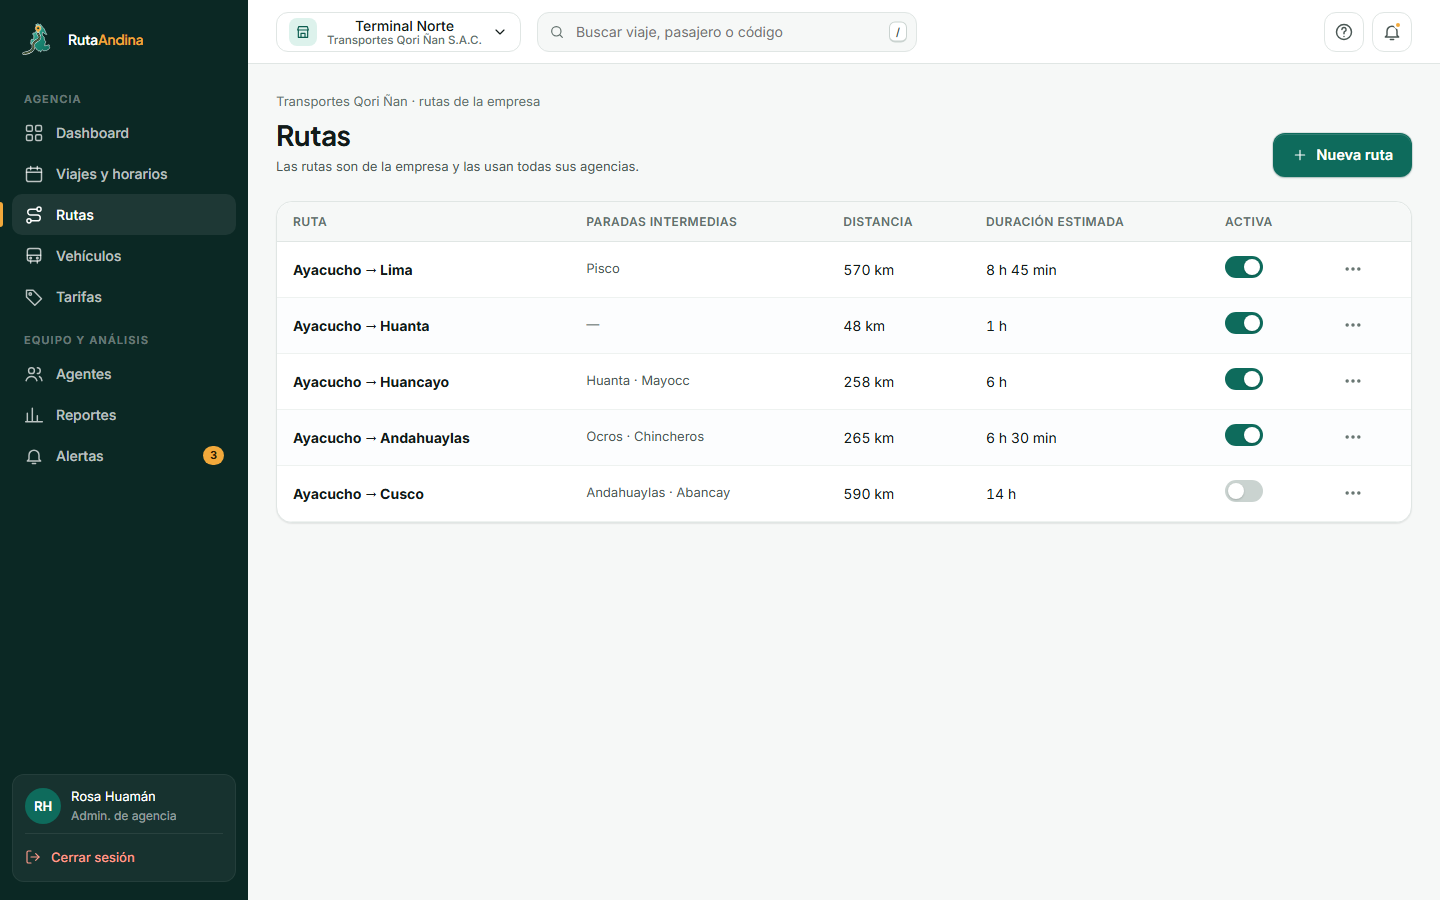 RutaAndina
AGENCIA
Dashboard
Viajes y horarios
Rutas
Vehículos
Tarifas
EQUIPO Y ANÁLISIS
Agentes
Reportes
Alertas 3
RH
Rosa Huamán
Admin. de agencia
Cerrar sesión
Terminal Norte
Transportes Qori Ñan S.A.C.
Buscar viaje, pasajero o código /
Transportes Qori Ñan · rutas de la empresa
Rutas
Las rutas son de la empresa y las usan todas sus agencias.
+ Nueva ruta
RUTA PARADAS INTERMEDIAS DISTANCIA DURACIÓN ESTIMADA ACTIVA
Ayacucho → Lima Pisco 570 km 8 h 45 min
Ayacucho → Huanta — 48 km 1 h
Ayacucho → Huancayo Huanta · Mayocc 258 km 6 h
Ayacucho → Andahuaylas Ocros · Chincheros 265 km 6 h 30 min
Ayacucho → Cusco Andahuaylas · Abancay 590 km 14 h